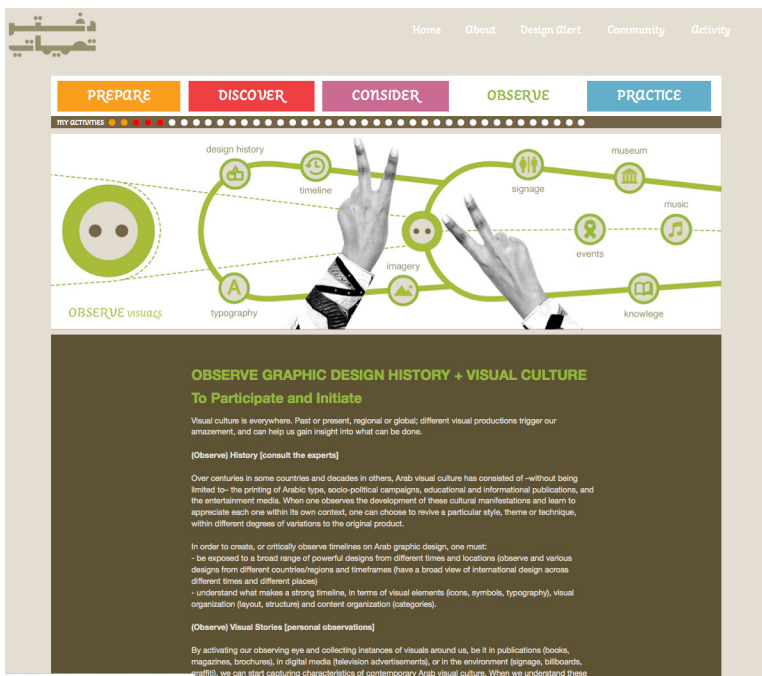 دفتر
تصميمات
Home About Design Alert Community Activity
PREPARE DISCOVER CONSIDER OBSERVE PRACTICE
MY ACTIVITIES
design history
timeline
signage
museum
music
events
imagery
A
typography
knowlege
OBSERVE VISUALS
OBSERVE GRAPHIC DESIGN HISTORY + VISUAL CULTURE
To Participate and Initiate
Visual culture is everywhere. Past or present, regional or global; different visual productions trigger our
amazement, and can help us gain insight into what can be done.
(Observe) History [consult the experts]
Over centuries in some countries and decades in others, Arab visual culture has consisted of –without being
limited to– the printing of Arabic type, socio-political campaigns, educational and informational publications, and
the entertainment media. When one observes the development of these cultural manifestations and learn to
appreciate each one within its own context, one can choose to revive a particular style, theme or technique,
within different degrees of variations to the original product.
In order to create, or critically observe timelines on Arab graphic design, one must:
- be exposed to a broad range of powerful designs from different times and locations (observe and various
designs from different countries/regions and timeframes (have a broad view of international design across
different times and different places)
- understand what makes a strong timeline, in terms of visual elements (icons, symbols, typography), visual
organization (layout, structure) and content organization (categories).
(Observe) Visual Stories [personal observations]
By activating our observing eye and collecting instances of visuals around us, be it in publications (books,
magazines, brochures), in digital media (television advertisements), or in the environment (signage, billboards,
graffiti), we can start capturing characteristics of contemporary Arab visual culture. When we understand these